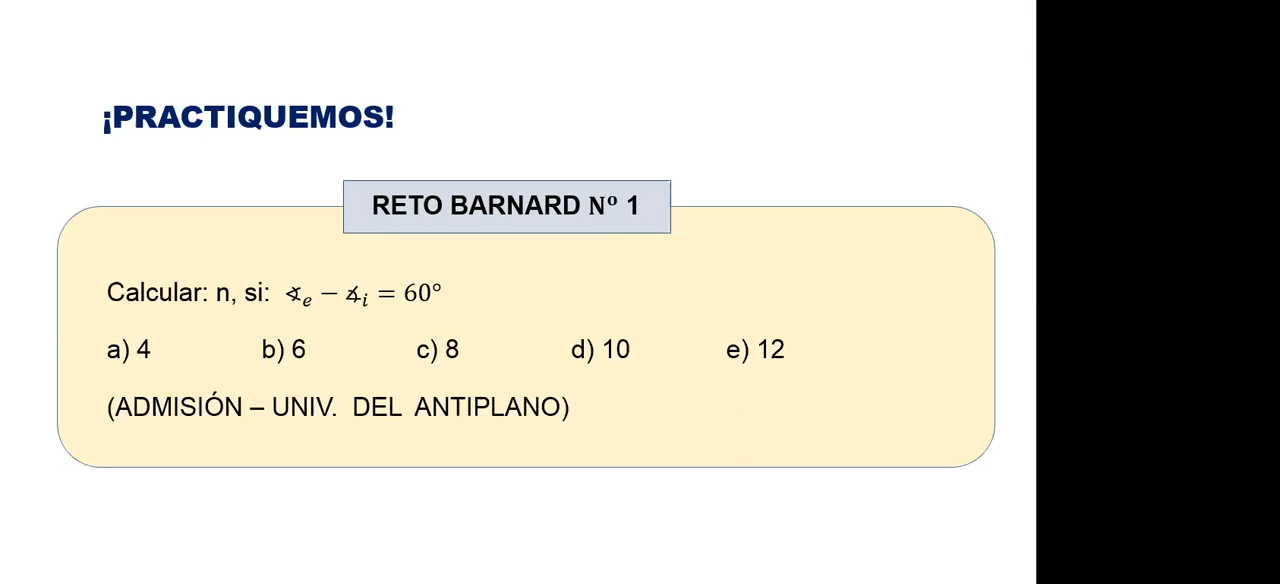 ¡PRACTIQUEMOS!
RETO BARNARD Nº 1
Calcular: n, si: ∢e − ∡i = 60°
a) 4 b) 6 c) 8 d) 10 e) 12
(ADMISIÓN – UNIV. DEL ANTIPLANO)